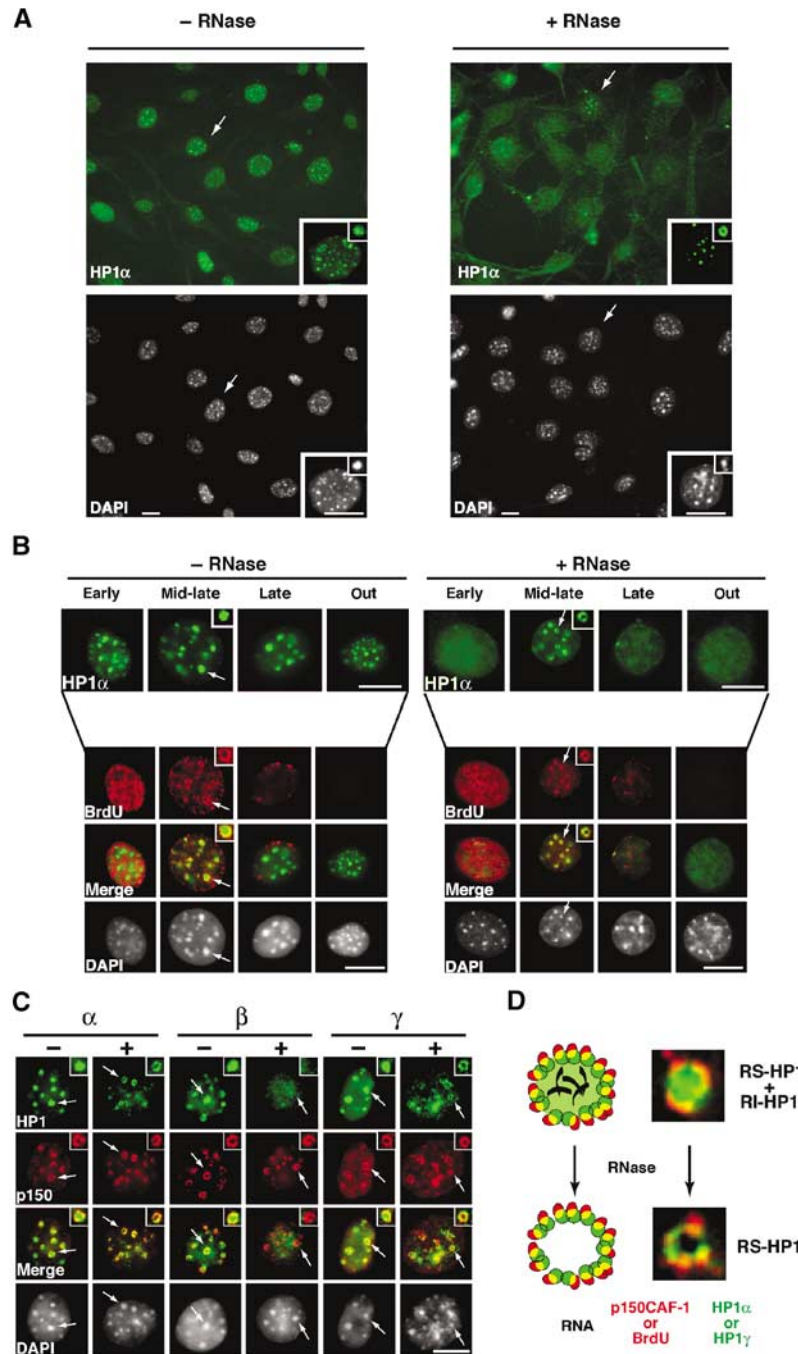 A
– RNase
+ RNase
HP1α
HP1α
DAPI
DAPI
B
– RNase
+ RNase
Early
Mid-late
Late
Out
Early
Mid-late
Late
Out
HP1α
HP1α
BrdU
BrdU
Merge
Merge
DAPI
DAPI
C
α
β
γ
–
+
–
+
–
+
HP1
p150
Merge
DAPI
D
RS-HP1
+
RI-HP1
RNase
RS-HP1
RNA
p150CAF-1
or
BrdU
HP1α
or
HP1γ